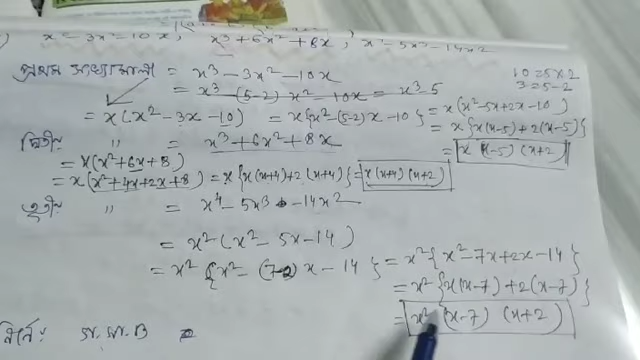 x³-3x²-10x, x³+6x²+8x, x⁴-5x³-14x²
প্রথম = x³-3x²-10x
10=5×2
3=5-2
= x³-(5-2)x²-10x = x³-5
= x(x²-3x-10) = x{x²-(5-2)x-10} = x(x²-5x+2x-10)
= x{x(x-5)+2(x-5)}
= x(x-5)(x+2)
দ্বিতীয় " = x³+6x²+8x
= x(x²+6x+8)
= x(x²+4x+2x+8) = x{x(x+4)+2(x+4)} = x(x+4)(x+2)
তৃতীয় " = x⁴-5x³-14x²
= x²(x²-5x-14)
= x²{x²-(7-2)x-14} = x²{x²-7x+2x-14}
= x²{x(x-7)+2(x-7)}
= x²(x-7)(x+2)